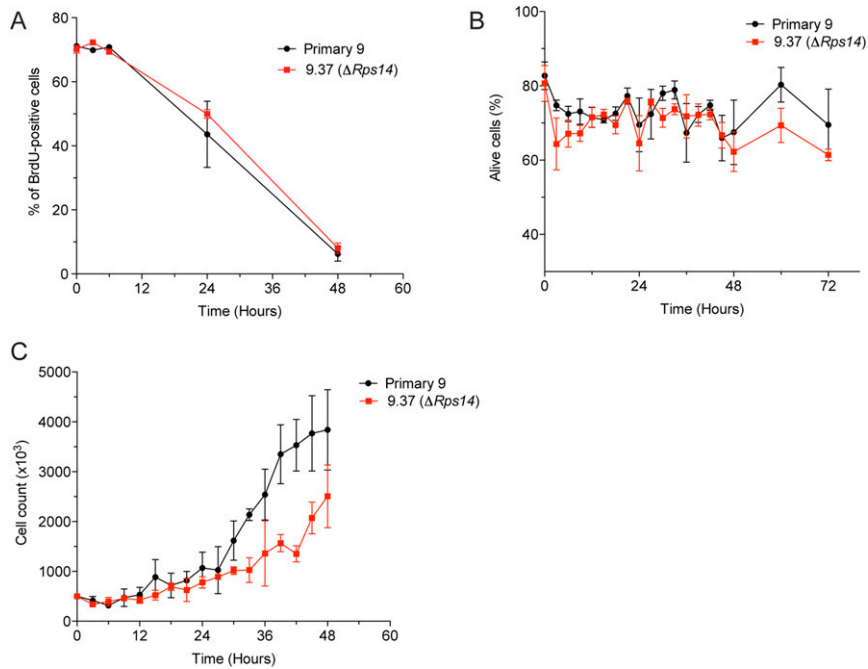 A
Primary 9
9.37 (ΔRps14)
% of BrdU-positive cells
80
60
40
20
0
0 12 24 36 48 60
Time (Hours)
B
Primary 9
9.37 (ΔRps14)
Alive cells (%)
100
80
60
40
0 24 48 72
Time (Hours)
C
Primary 9
9.37 (ΔRps14)
Cell count (x10³)
5000
4000
3000
2000
1000
0
0 12 24 36 48 60
Time (Hours)